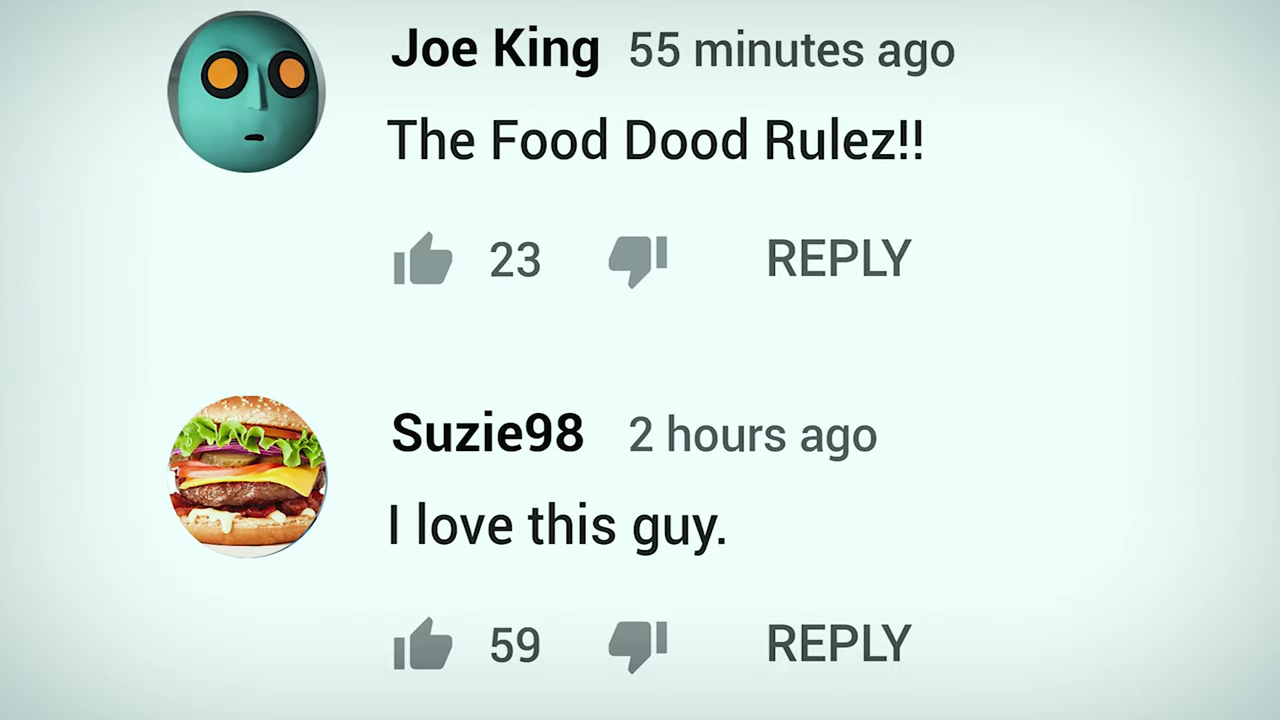 Joe King 55 minutes ago
The Food Dood Rulez!!
23 REPLY
Suzie98 2 hours ago
I love this guy.
59 REPLY